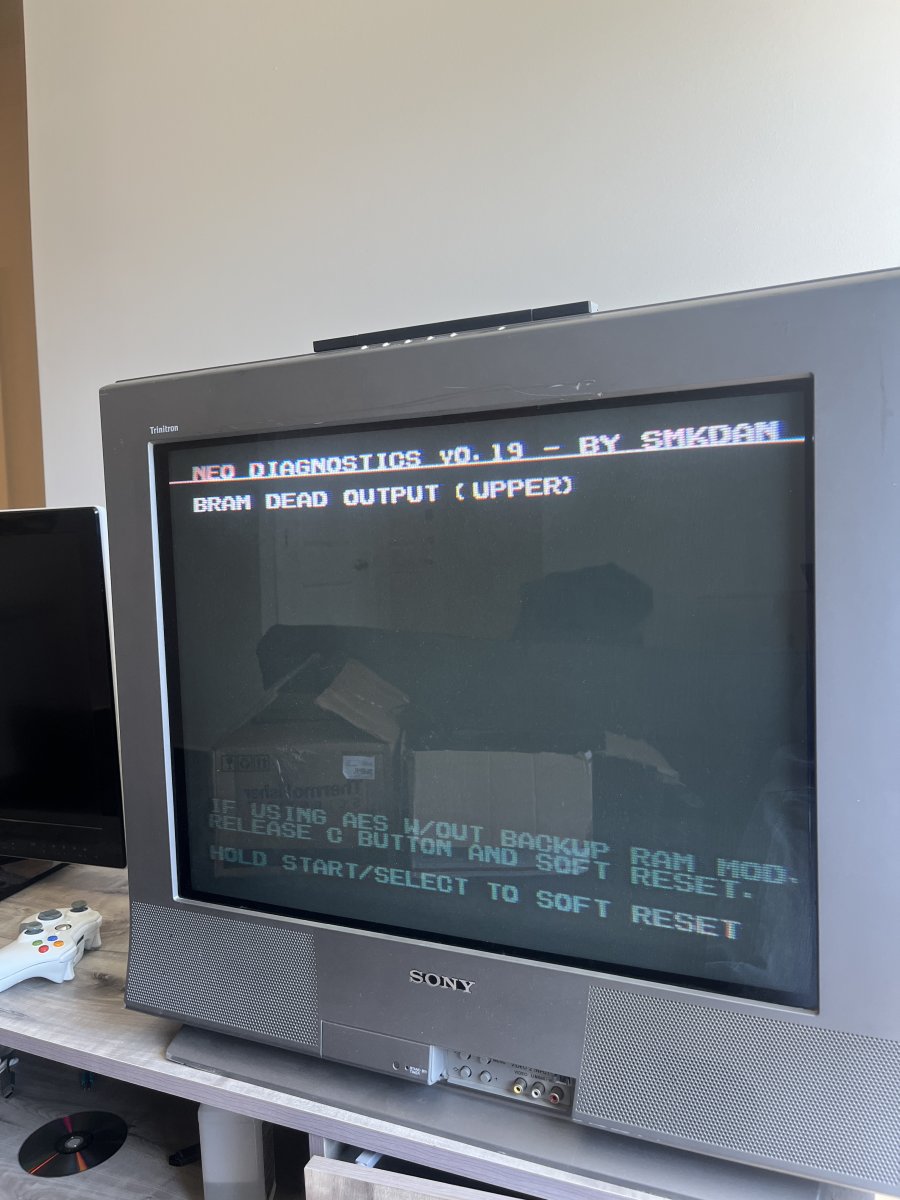 Trinitron
NEO DIAGNOSTICS v0.19 - BY SMKDAN
BRAM DEAD OUTPUT (UPPER)
IF USING AES W/OUT BACKUP RAM MOD.
RELEASE C BUTTON AND SOFT RESET.
HOLD START/SELECT TO SOFT RESET
SONY